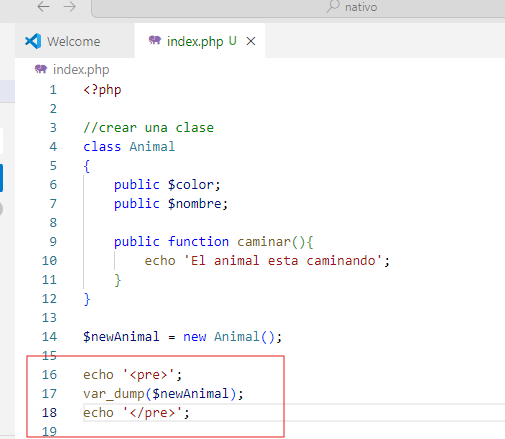 nativo
Welcome
index.php U
index.php
1 <?php
2
3 //crear una clase
4 class Animal
5 {
6 public $color;
7 public $nombre;
8
9 public function caminar(){
10 echo 'El animal esta caminando';
11 }
12 }
13
14 $newAnimal = new Animal();
15
16 echo '<pre>';
17 var_dump($newAnimal);
18 echo '</pre>';
19